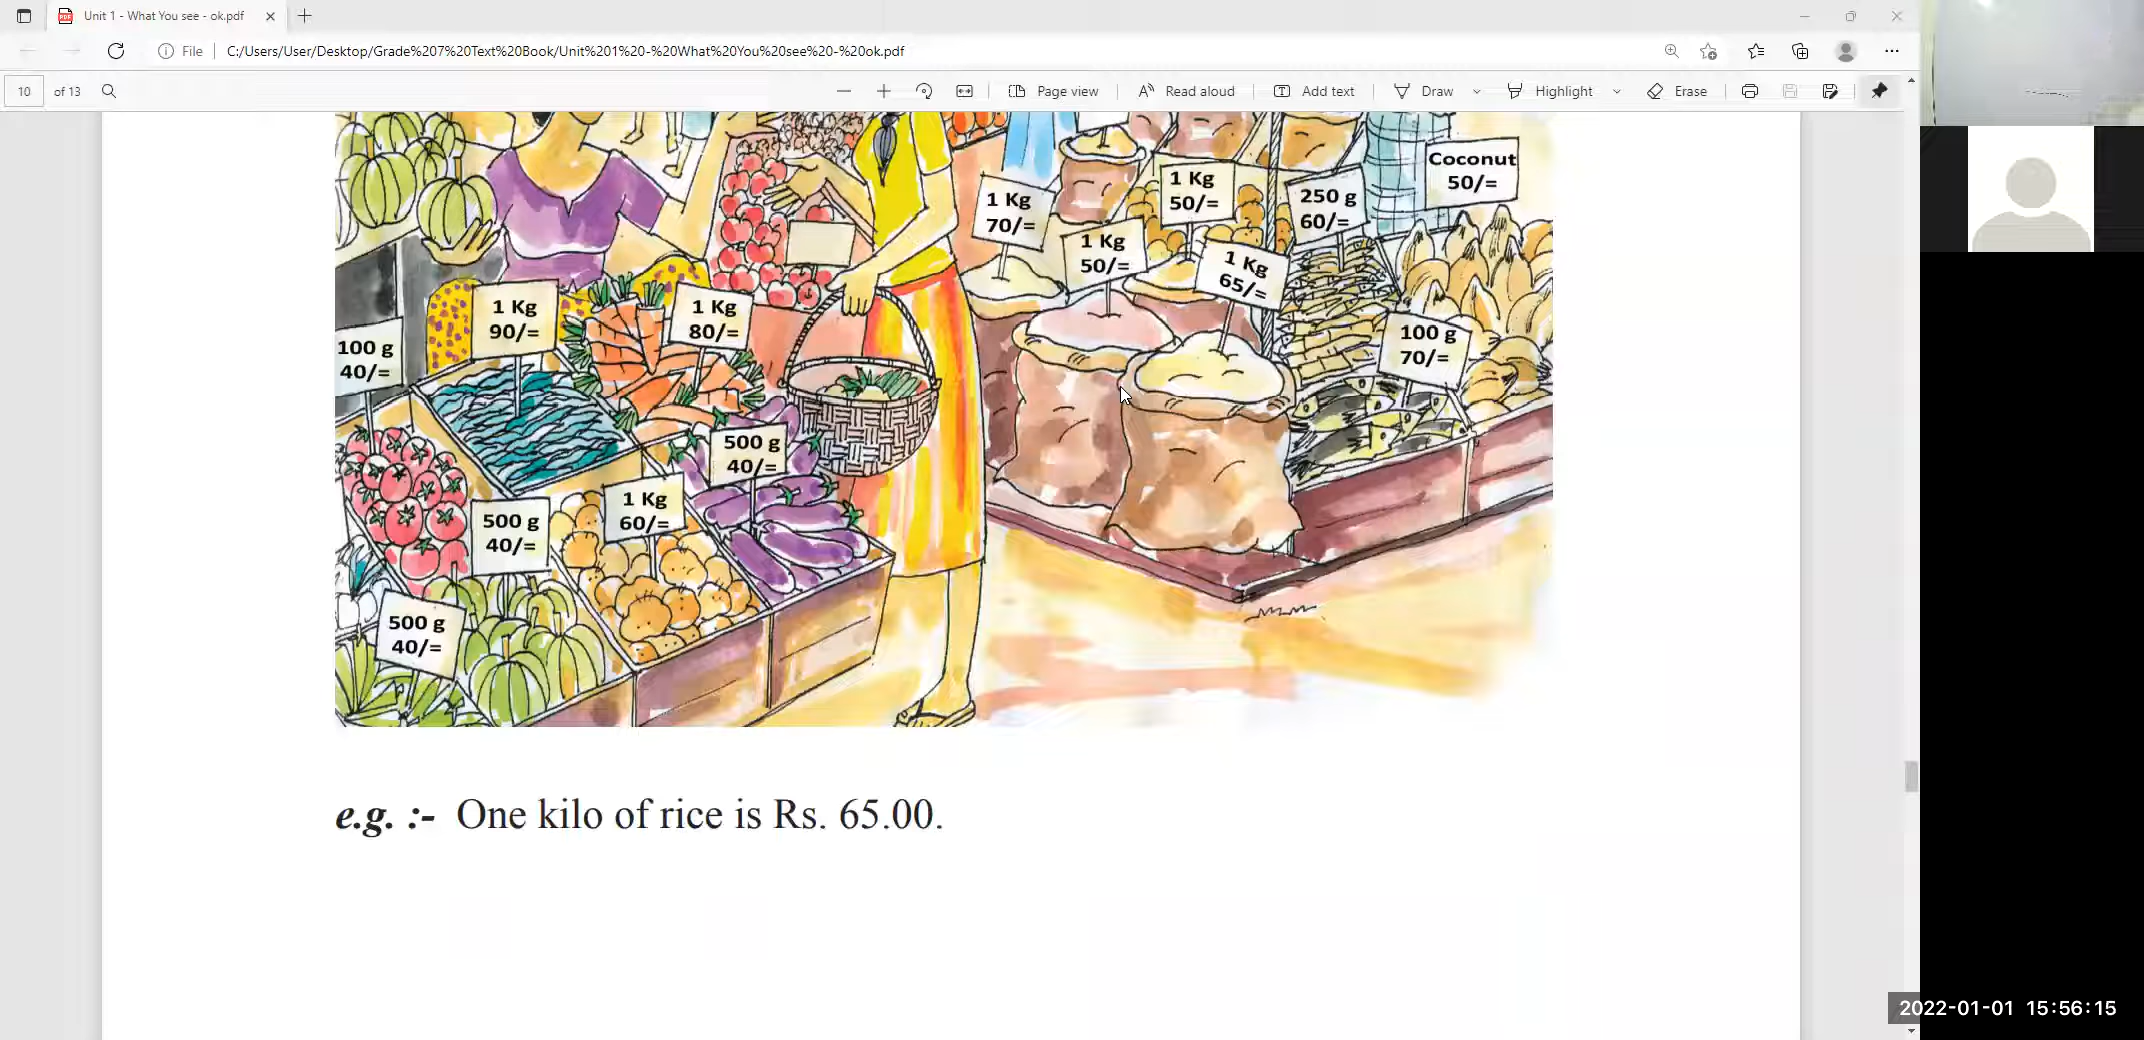 Unit 1 - What You see - ok.pdf
File
C:/Users/User/Desktop/Grade%207%20Text%20Book/Unit%201%20-%20What%20You%20see%20-%20ok.pdf
10 of 13
Page view
Read aloud
Add text
Draw
Highlight
Erase
Coconut
50/=
1 Kg
50/=
250 g
60/=
1 Kg
70/=
1 Kg
50/=
1 Kg
65/=
1 Kg
90/=
1 Kg
80/=
100 g
40/=
100 g
70/=
500 g
40/=
1 Kg
60/=
500 g
40/=
500 g
40/=
e.g. :- One kilo of rice is Rs. 65.00.
2022-01-01 15:56:15